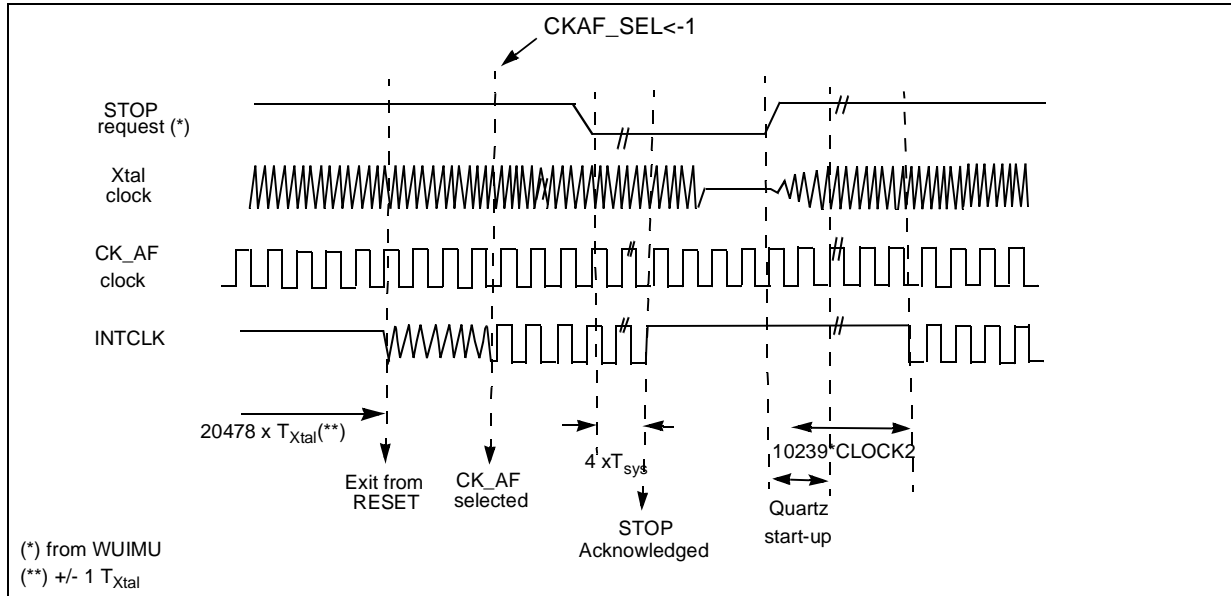 CKAF_SEL<-1
STOP
request (*)
Xtal
clock
CK_AF
clock
INTCLK
20478 x TXtal(**)
4 xTsys
10239*CLOCK2
Exit from
RESET
CK_AF
selected
Quartz
start-up
STOP
Acknowledged
(*) from WUIMU
(**) +/- 1 TXtal